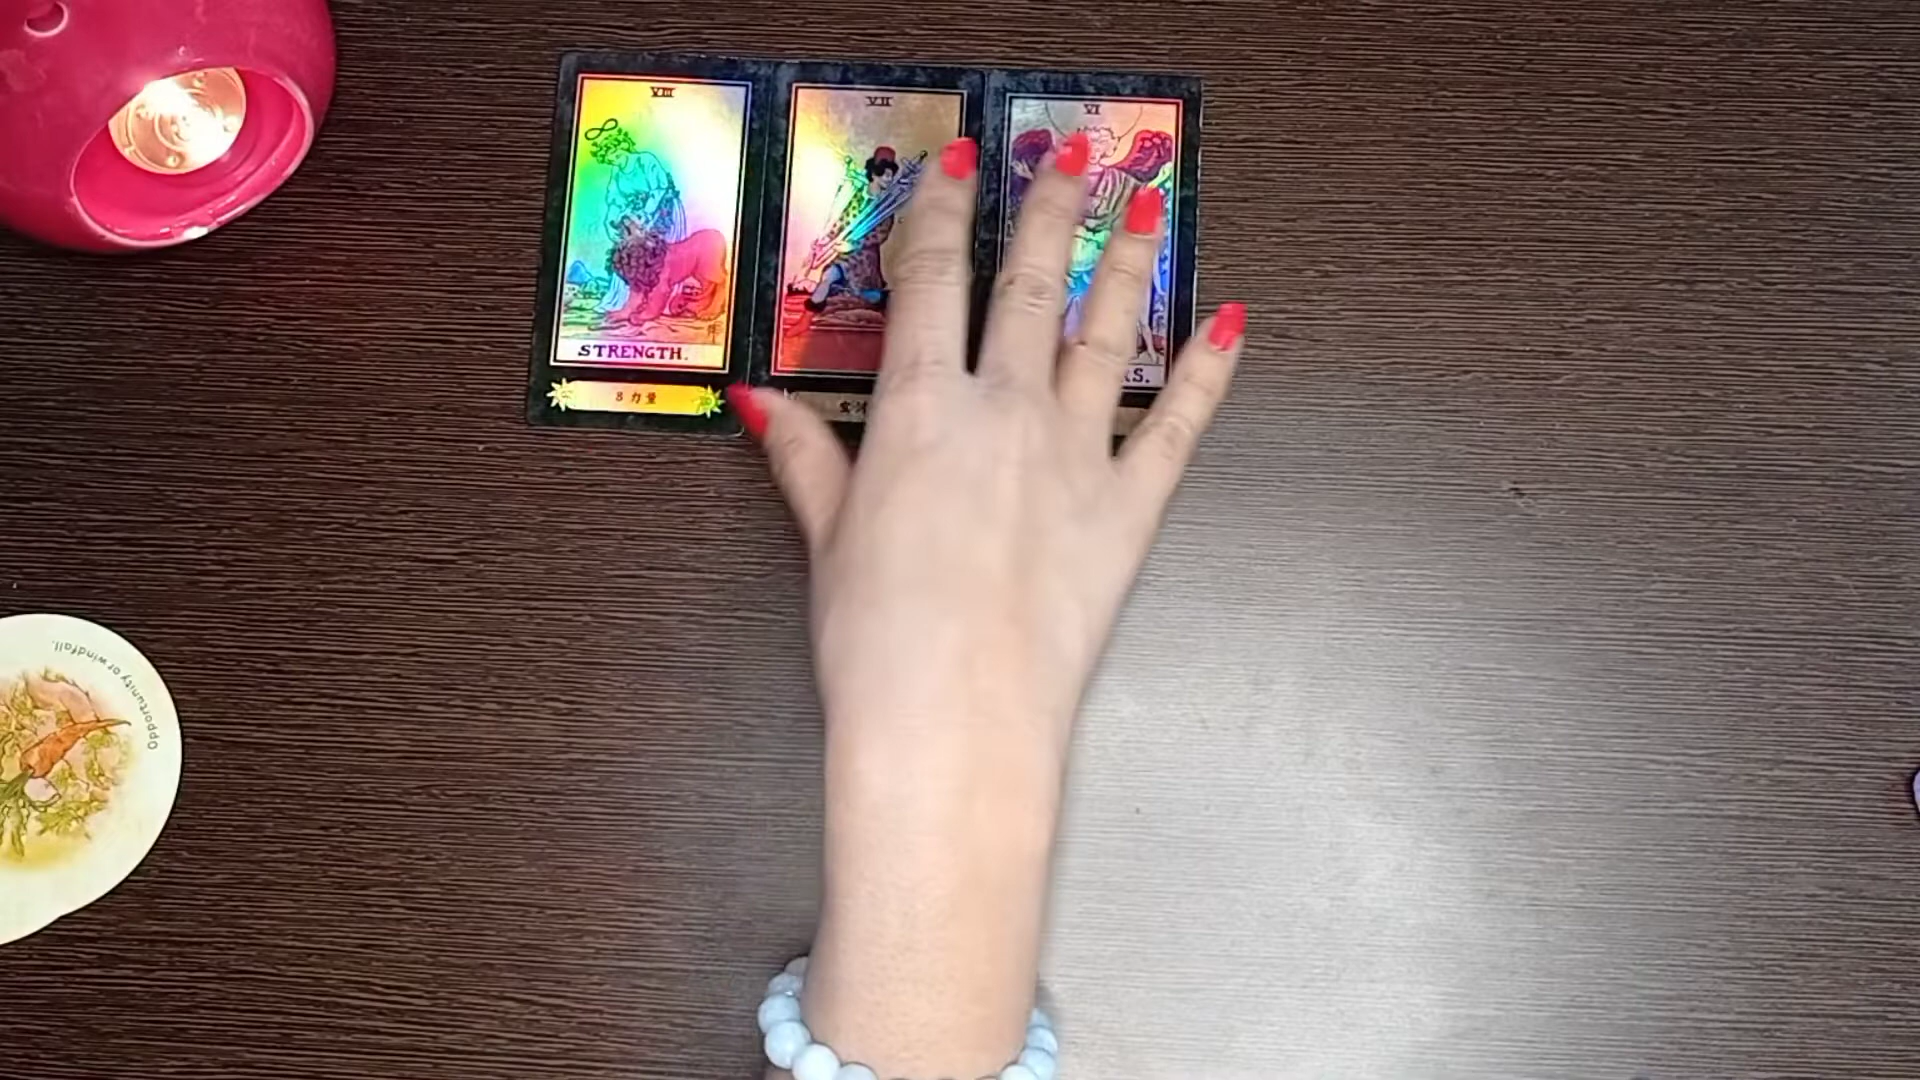 VIII
STRENGTH.
8 力量
VII
VI
RS.
Opportunity or windfall.